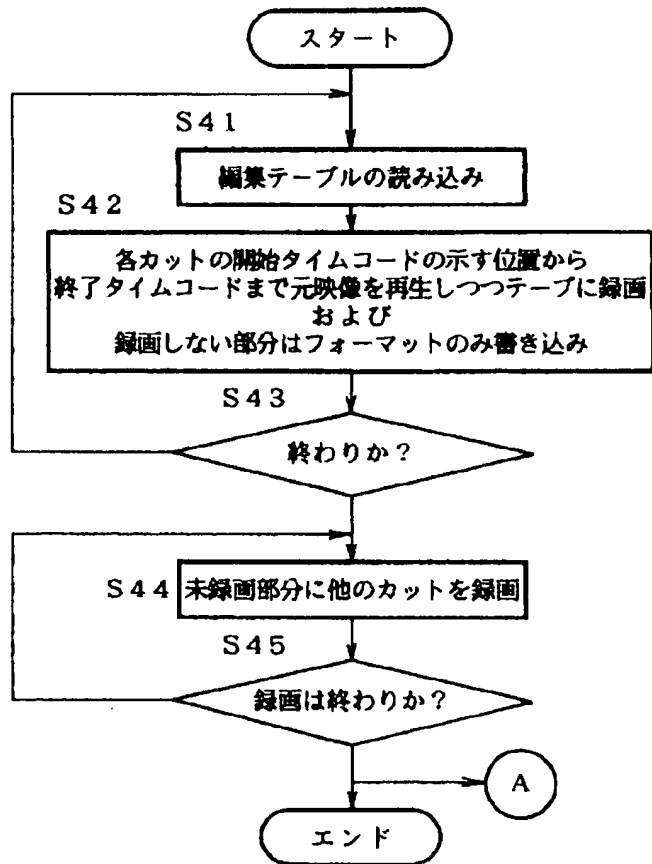 スタート
S41
編集テーブルの読み込み
S42
各カットの開始タイムコードの示す位置から
終了タイムコードまで元映像を再生しつつテープに録画
および
録画しない部分はフォーマットのみ書き込み
S43
終わりか？
S44 未録画部分に他のカットを録画
S45
録画は終わりか？
A
エンド